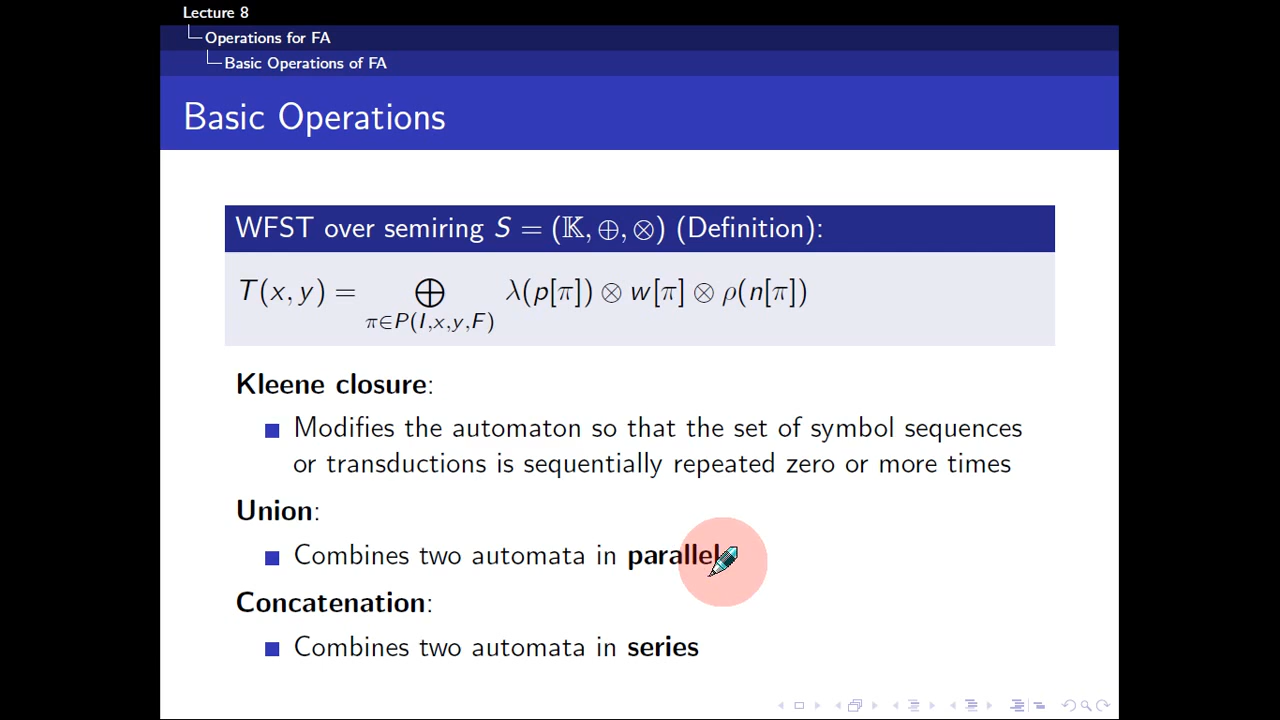 Lecture 8
Operations for FA
Basic Operations of FA
Basic Operations
WFST over semiring S = (𝕂, ⊕, ⊗) (Definition):
T(x, y) = ⊕ λ(p[π]) ⊗ w[π] ⊗ ρ(n[π])
π∈P(I,x,y,F)
Kleene closure:
Modifies the automaton so that the set of symbol sequences
or transductions is sequentially repeated zero or more times
Union:
Combines two automata in parallel
Concatenation:
Combines two automata in series